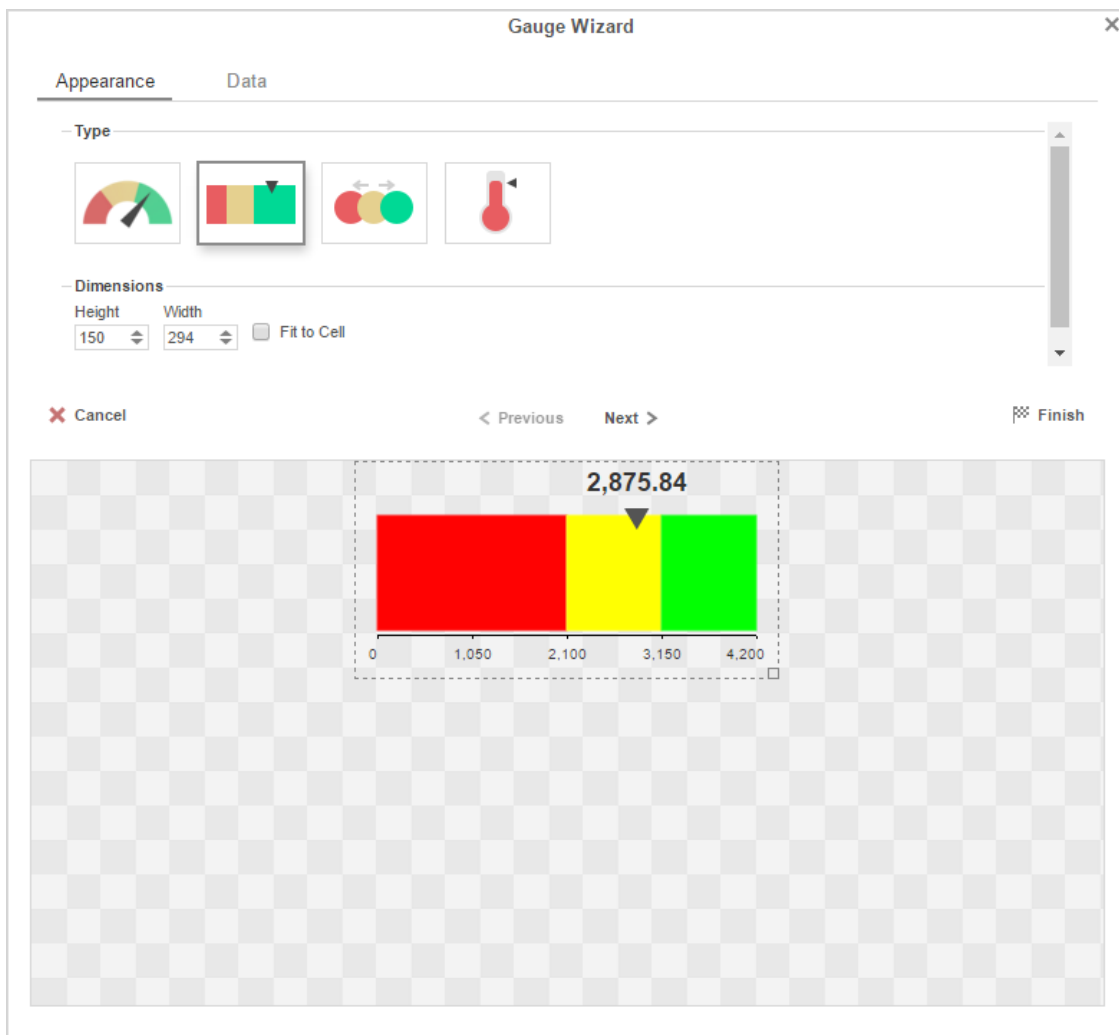 Gauge Wizard
Appearance Data
Type
Dimensions
Height Width
150 294 Fit to Cell
Cancel < Previous Next > Finish
2,875.84
0 1,050 2,100 3,150 4,200